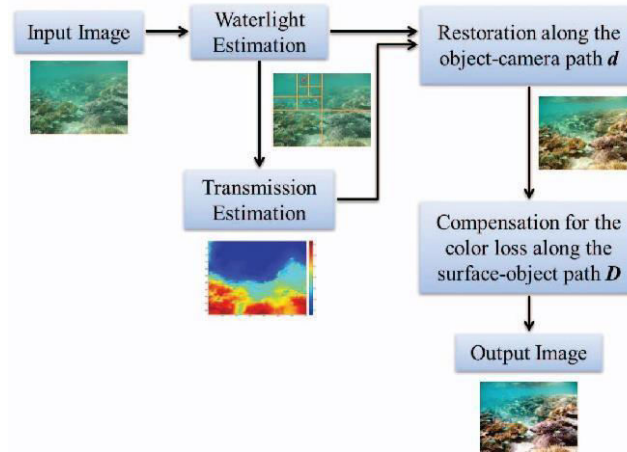 Input Image
Waterlight
Estimation
Restoration along the
object-camera path d
Transmission
Estimation
Compensation for the
color loss along the
surface-object path D
Output Image